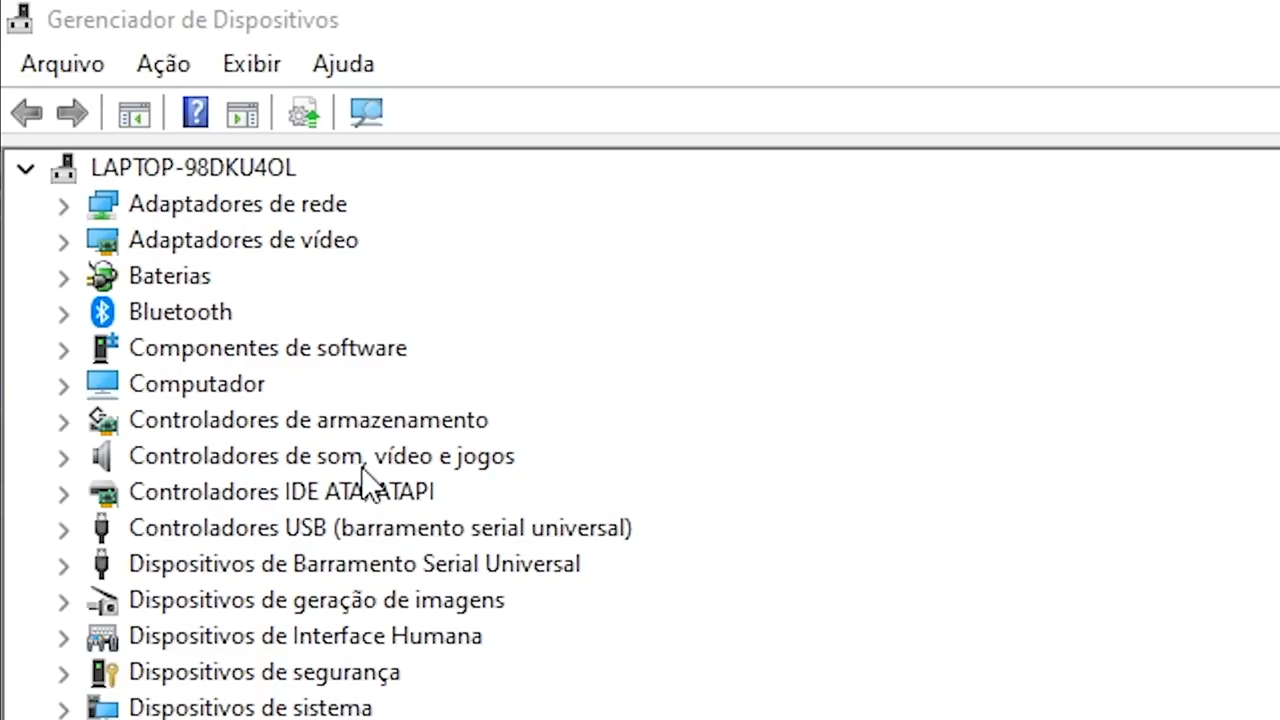 Gerenciador de Dispositivos
Arquivo Ação Exibir Ajuda
LAPTOP-98DKU4OL
Adaptadores de rede
Adaptadores de vídeo
Baterias
Bluetooth
Componentes de software
Computador
Controladores de armazenamento
Controladores de som, vídeo e jogos
Controladores IDE ATA/ATAPI
Controladores USB (barramento serial universal)
Dispositivos de Barramento Serial Universal
Dispositivos de geração de imagens
Dispositivos de Interface Humana
Dispositivos de segurança
Dispositivos de sistema